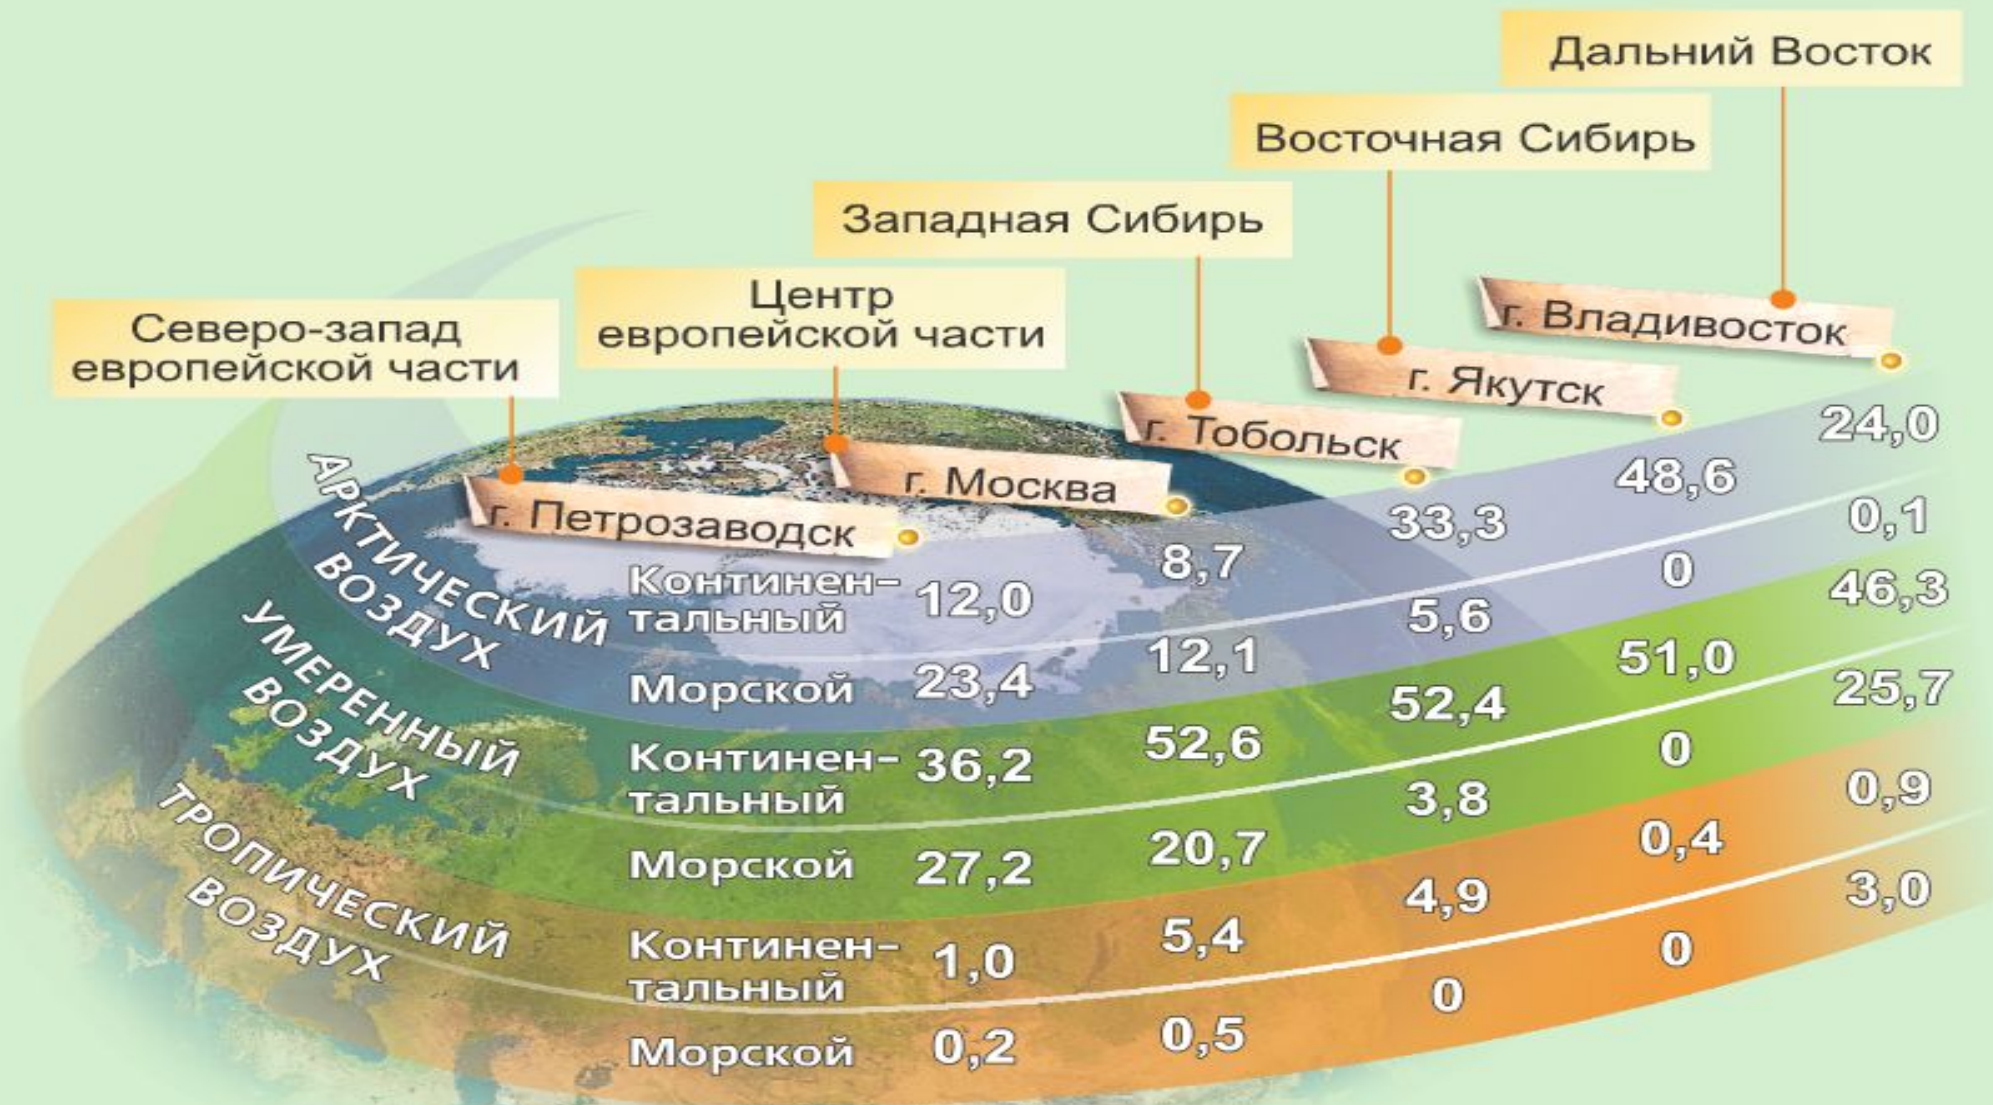 Дальний Восток
Восточная Сибирь
Западная Сибирь
Центр
европейской части
Северо-запад
европейской части
г. Владивосток
г. Якутск
г. Тобольск
г. Москва
г. Петрозаводск
АРКТИЧЕСКИЙ
ВОЗДУХ
Континен-
тальный
12,0 8,7 33,3 48,6 24,0
Морской 23,4 12,1 5,6 0 0,1
УМЕРЕННЫЙ
ВОЗДУХ
Континен-
тальный
36,2 52,6 52,4 51,0 46,3
Морской 27,2 20,7 3,8 0 25,7
ТРОПИЧЕСКИЙ
ВОЗДУХ
Континен-
тальный
1,0 5,4 4,9 0,4 0,9
Морской 0,2 0,5 0 0 3,0